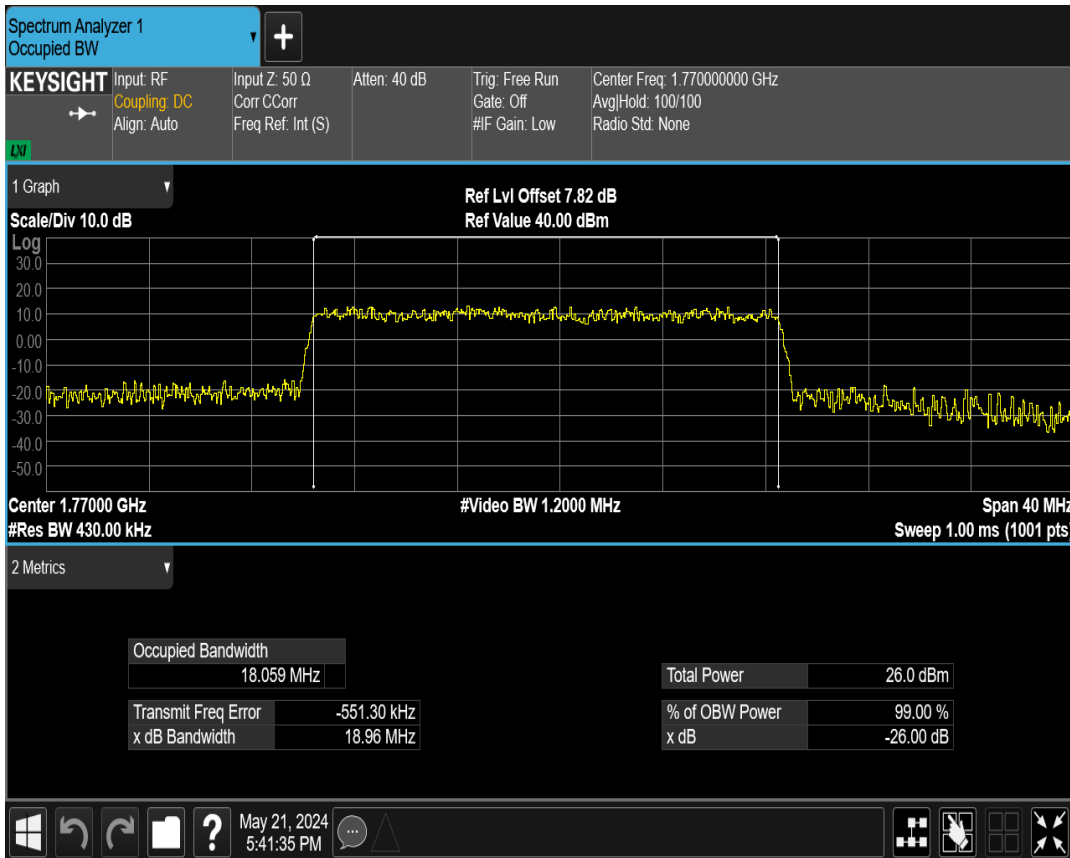 Spectrum Analyzer 1
Occupied BW
+
KEYSIGHT
LXI
Input: RF
Coupling: DC
Align: Auto
Input Z: 50 Ω
Corr CCorr
Freq Ref: Int (S)
Atten: 40 dB
Trig: Free Run
Gate: Off
#IF Gain: Low
Center Freq: 1.770000000 GHz
Avg|Hold: 100/100
Radio Std: None
1 Graph
Scale/Div 10.0 dB
Ref Lvl Offset 7.82 dB
Ref Value 40.00 dBm
Log
30.0
20.0
10.0
0.00
-10.0
-20.0
-30.0
-40.0
-50.0
Center 1.77000 GHz
#Video BW 1.2000 MHz
Span 40 MHz
#Res BW 430.00 kHz
Sweep 1.00 ms (1001 pts)
2 Metrics
Occupied Bandwidth
18.059 MHz
Total Power 26.0 dBm
Transmit Freq Error -551.30 kHz
% of OBW Power 99.00 %
x dB Bandwidth 18.96 MHz
x dB -26.00 dB
?
May 21, 2024
5:41:35 PM